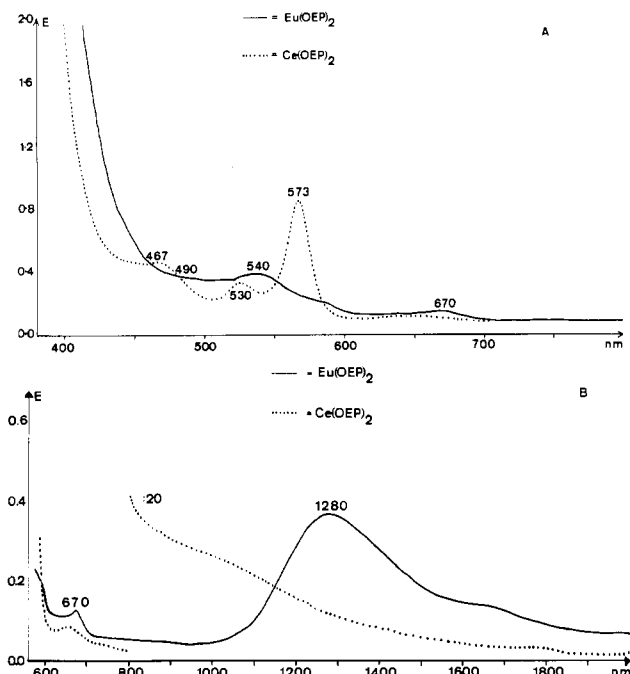 2.0 E — = Eu(OEP)2 A
....... = Ce(OEP)2
1.6
1.2
573
0.8
467
490
540
0.4
530
670
0.0
400 500 600 700 nm
— = Eu(OEP)2 B
E
....... = Ce(OEP)2
0.6
:20
1280
0.4
0.2
670
0.0
600 800 1000 1200 1400 1600 1800 nm